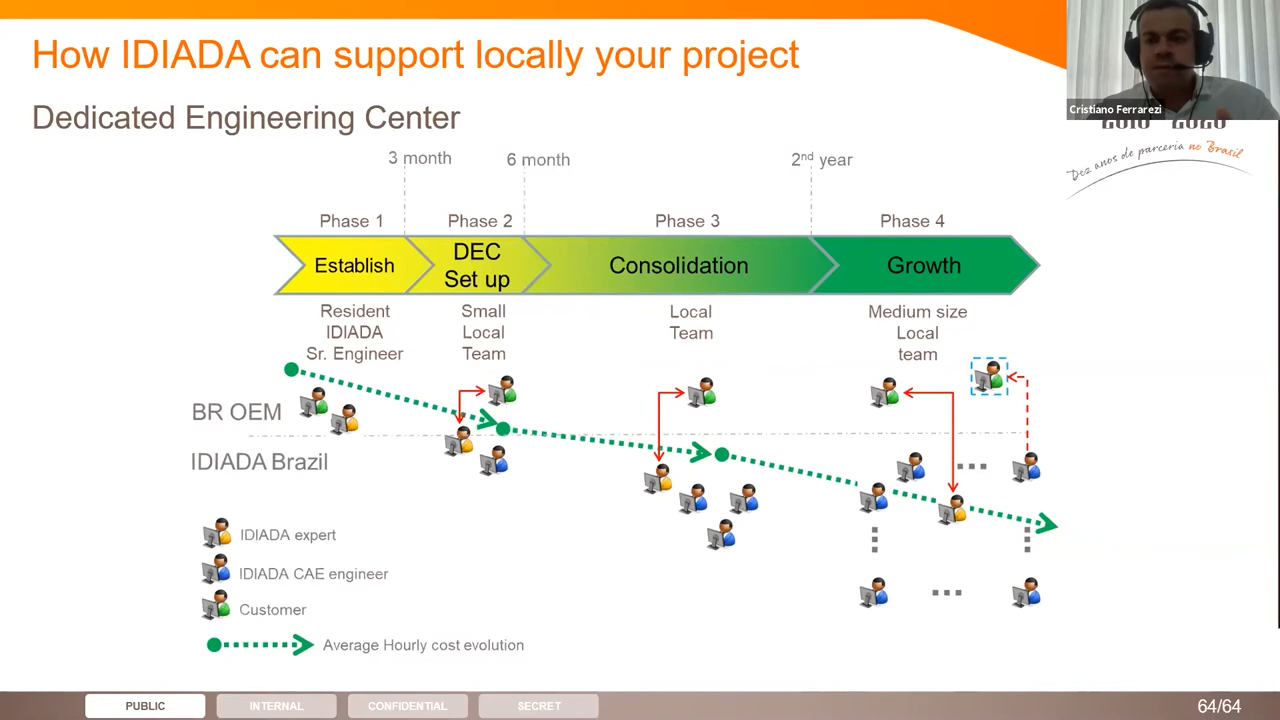 How IDIADA can support locally your project
Dedicated Engineering Center
Cristiano Ferrarezi
2010 2020
Dez anos de parceria no Brasil
3 month
6 month
2nd year
Phase 1
Phase 2
Phase 3
Phase 4
Establish
DEC
Set up
Consolidation
Growth
Resident
IDIADA
Sr. Engineer
Small
Local
Team
Local
Team
Medium size
Local
team
BR OEM
IDIADA Brazil
IDIADA expert
IDIADA CAE engineer
Customer
Average Hourly cost evolution
PUBLIC
INTERNAL
CONFIDENTIAL
SECRET
64/64